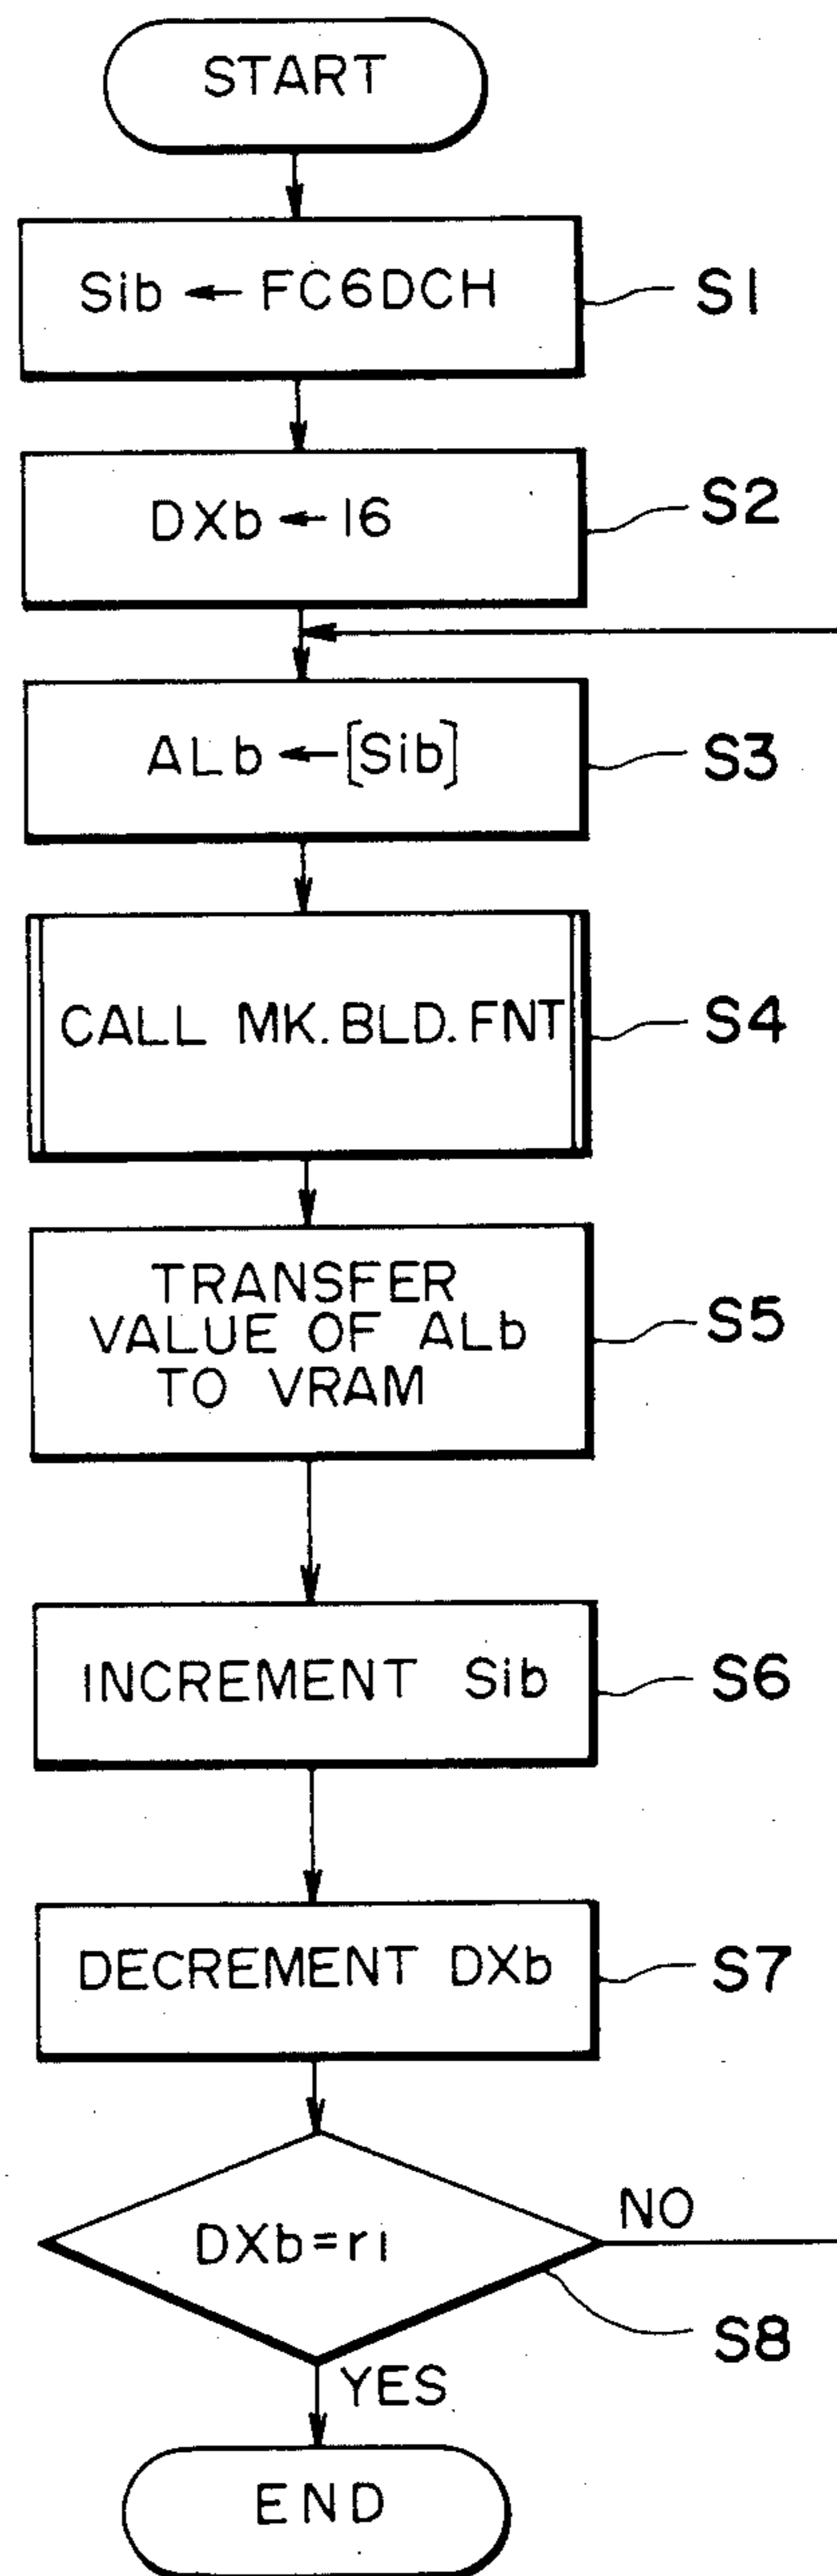 START
Sib ← FC6DCH
S1
DXb ← 16
S2
ALb ← [Sib]
S3
CALL MK. BLD. FNT
S4
TRANSFER
VALUE OF ALb
TO VRAM
S5
INCREMENT Sib
S6
DECREMENT DXb
S7
DXb=r1
NO
S8
YES
END